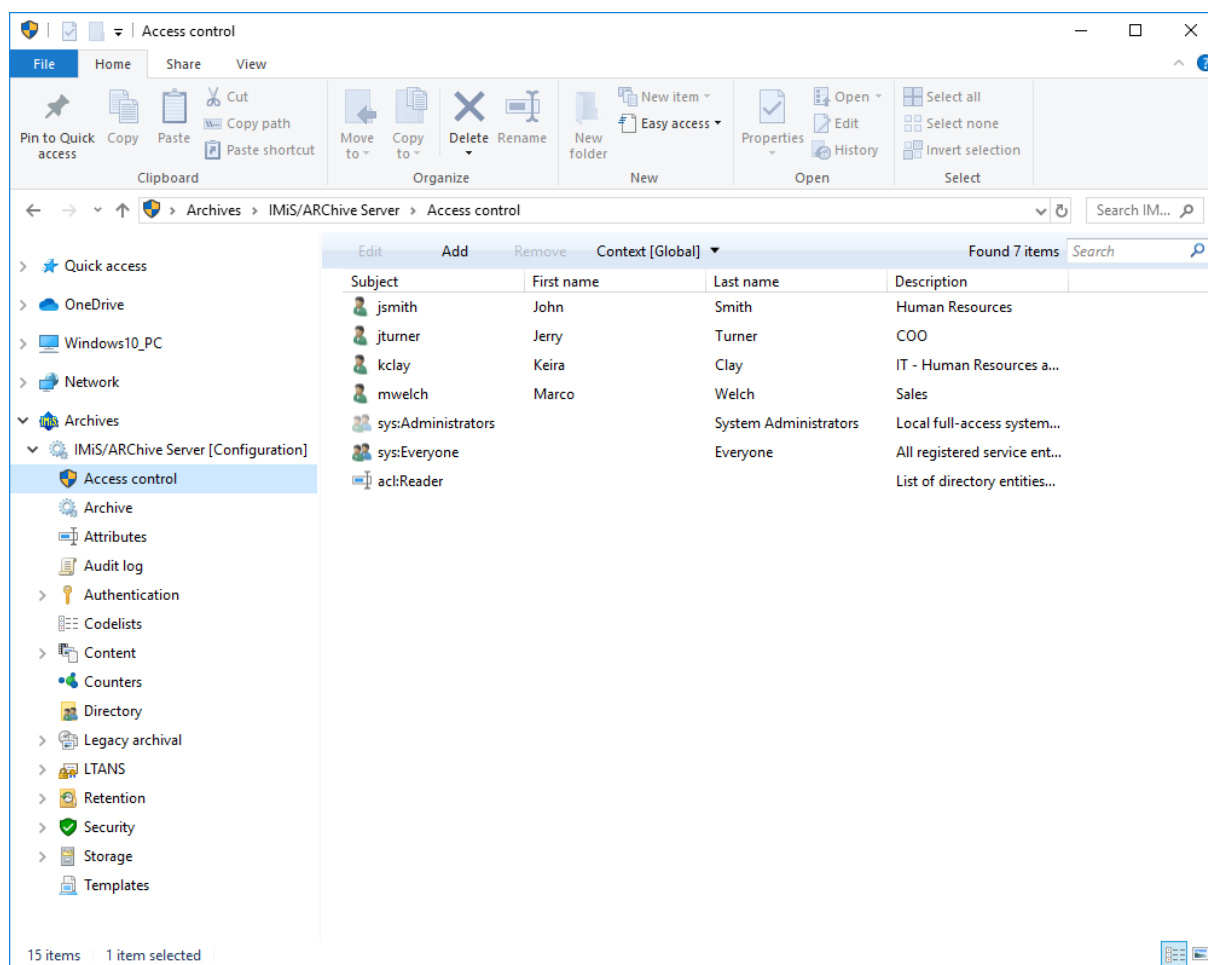 Access control
File Home Share View
Pin to Quick access
Copy
Paste
Cut
Copy path
Paste shortcut
Clipboard
Move to
Copy to
Delete
Rename
Organize
New folder
New item
Easy access
New
Properties
Open
Edit
History
Open
Select all
Select none
Invert selection
Select
Archives > IMiS/ARChive Server > Access control
Search IM...
Quick access
OneDrive
Windows10_PC
Network
Archives
IMiS/ARChive Server [Configuration]
Access control
Archive
Attributes
Audit log
Authentication
Codelists
Content
Counters
Directory
Legacy archival
LTANS
Retention
Security
Storage
Templates
Edit Add Remove Context [Global] Found 7 items Search
Subject First name Last name Description
jsmith John Smith Human Resources
jturner Jerry Turner COO
kclay Keira Clay IT - Human Resources a...
mwelch Marco Welch Sales
sys:Administrators System Administrators Local full-access system...
sys:Everyone Everyone All registered service ent...
acl:Reader List of directory entities...
15 items 1 item selected